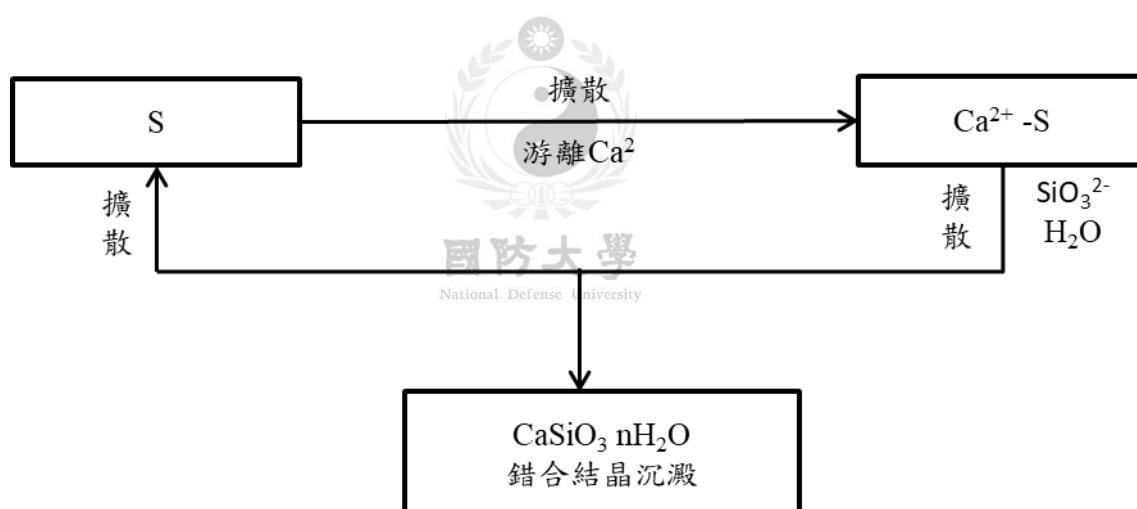 S
擴散
游離Ca²
Ca²⁺ -S
擴
散
擴
散
SiO₃²⁻
H₂O
國防大學
National Defense University
CaSiO₃ nH₂O
錯合結晶沉澱